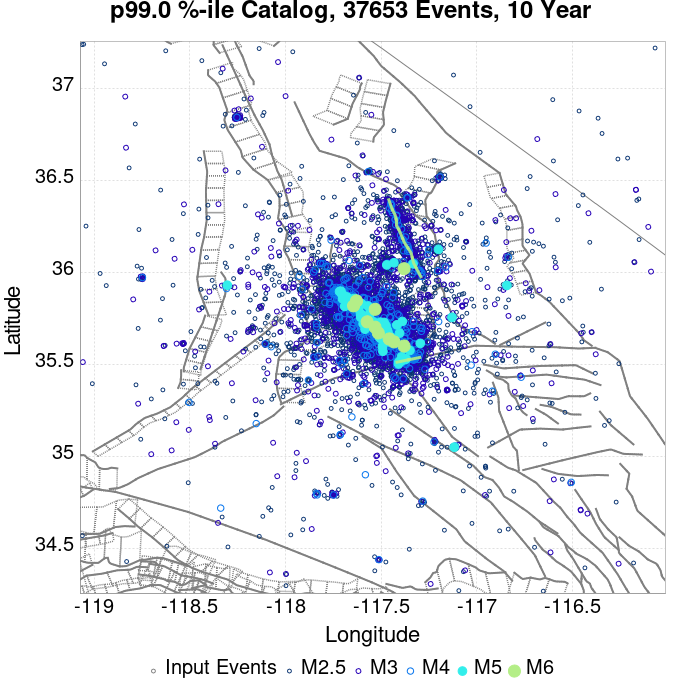 p99.0 %-ile Catalog, 37653 Events, 10 Year
37
36.5
36
35.5
35
34.5
Latitude
-119 -118.5 -118 -117.5 -117 -116.5
Longitude
Input Events M2.5 M3 M4 M5 M6